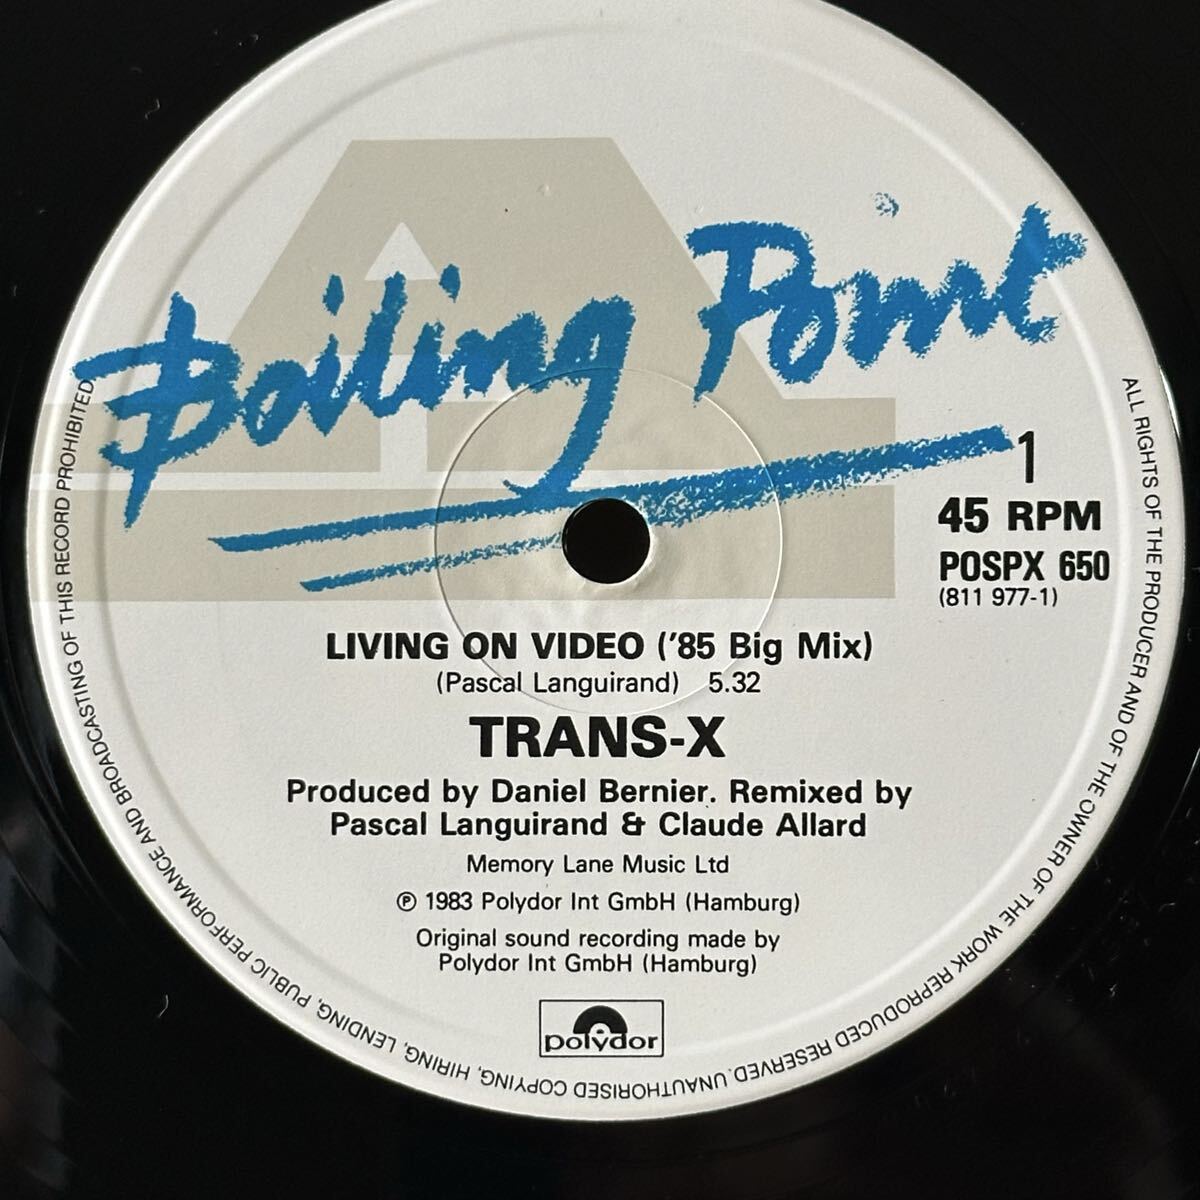 Boiling Point
1
45 RPM
POSPX 650
(811 977-1)
LIVING ON VIDEO ('85 Big Mix)
(Pascal Languirand) 5.32
TRANS-X
Produced by Daniel Bernier. Remixed by
Pascal Languirand & Claude Allard
Memory Lane Music Ltd
℗ 1983 Polydor Int GmbH (Hamburg)
Original sound recording made by
Polydor Int GmbH (Hamburg)
polydor
ALL RIGHTS OF THE PRODUCER AND OF THE OWNER OF THE WORK REPRODUCED RESERVED. UNAUTHORISED COPYING, HIRING, LENDING, PUBLIC PERFORMANCE AND BROADCASTING OF THIS RECORD PROHIBITED